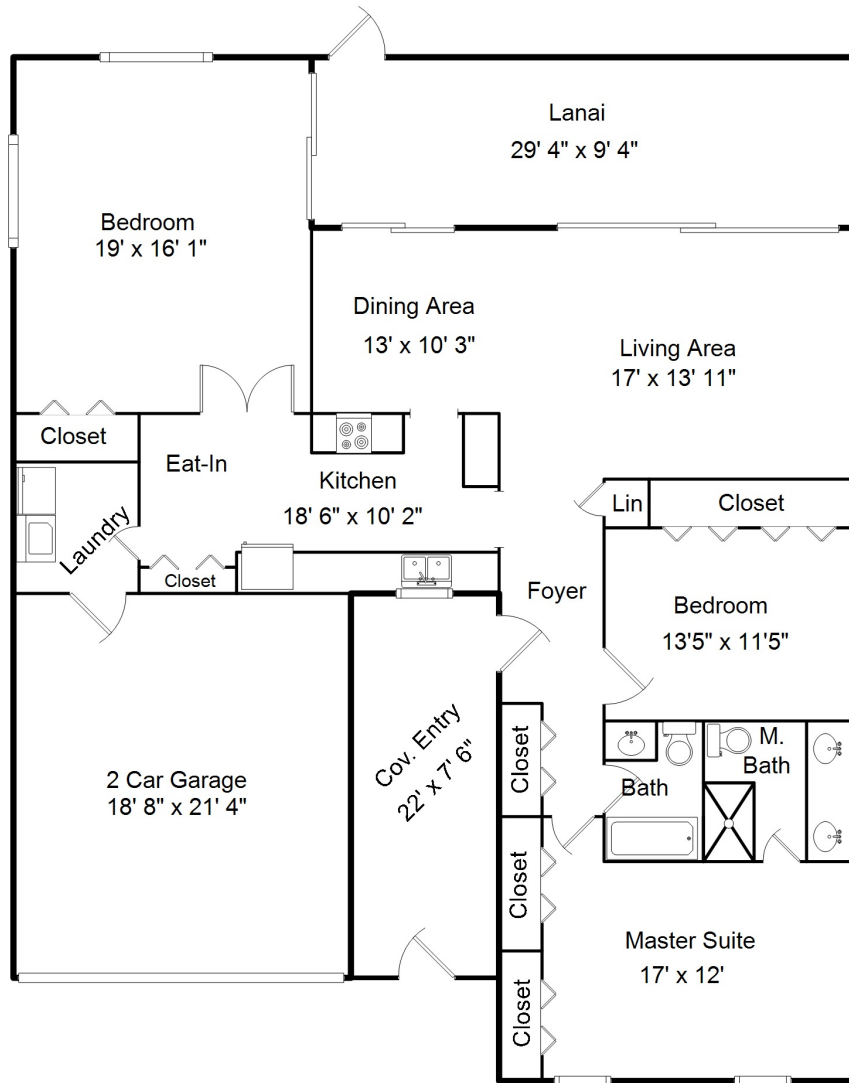 Lanai
29' 4" x 9' 4"
Bedroom
19' x 16' 1"
Dining Area
13' x 10' 3"
Living Area
17' x 13' 11"
Closet
Eat-In
Kitchen
18' 6" x 10' 2"
Lin
Closet
Laundry
Closet
Foyer
Bedroom
13'5" x 11'5"
2 Car Garage
18' 8" x 21' 4"
Cov. Entry
22' x 7' 6"
Closet
Bath
M.
Bath
Closet
Master Suite
17' x 12'
Closet